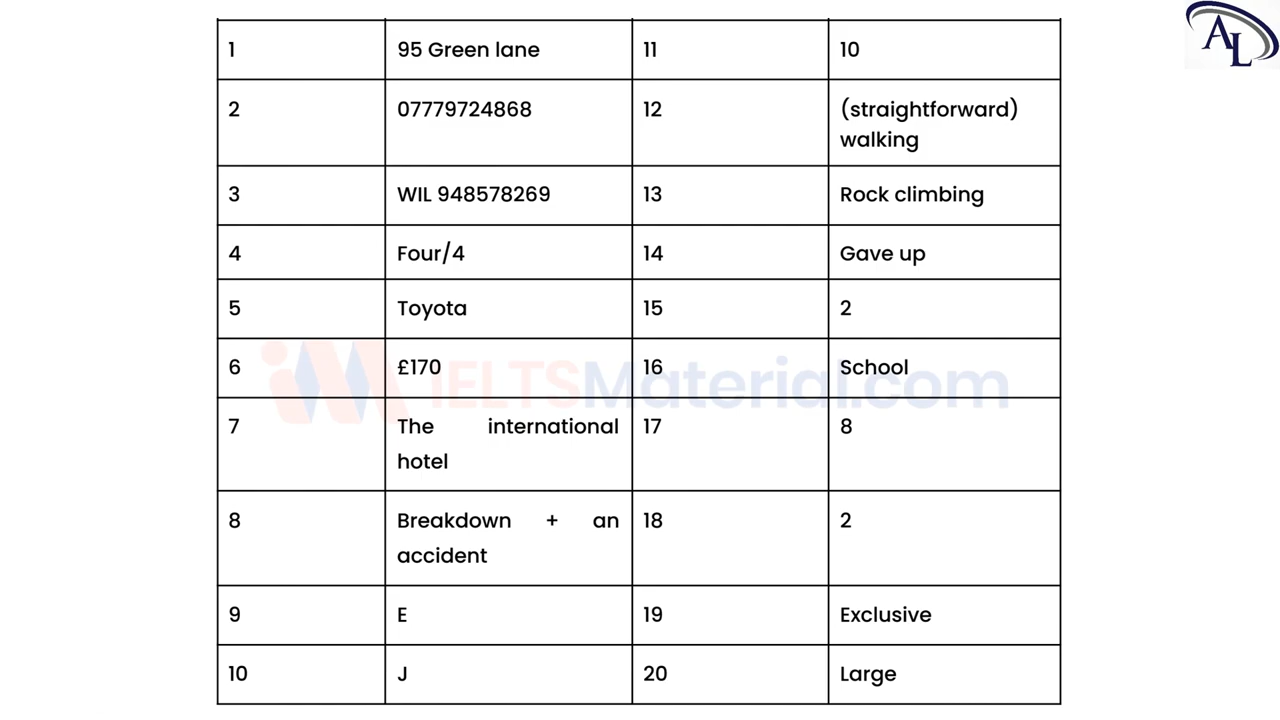 AL
1 95 Green lane 11 10
2 07779724868 12 (straightforward)
walking
3 WIL 948578269 13 Rock climbing
4 Four/4 14 Gave up
5 Toyota 15 2
6 £170 16 School
IELTSMaterial.com
7 The international 17 8
hotel
8 Breakdown + an 18 2
accident
9 E 19 Exclusive
10 J 20 Large